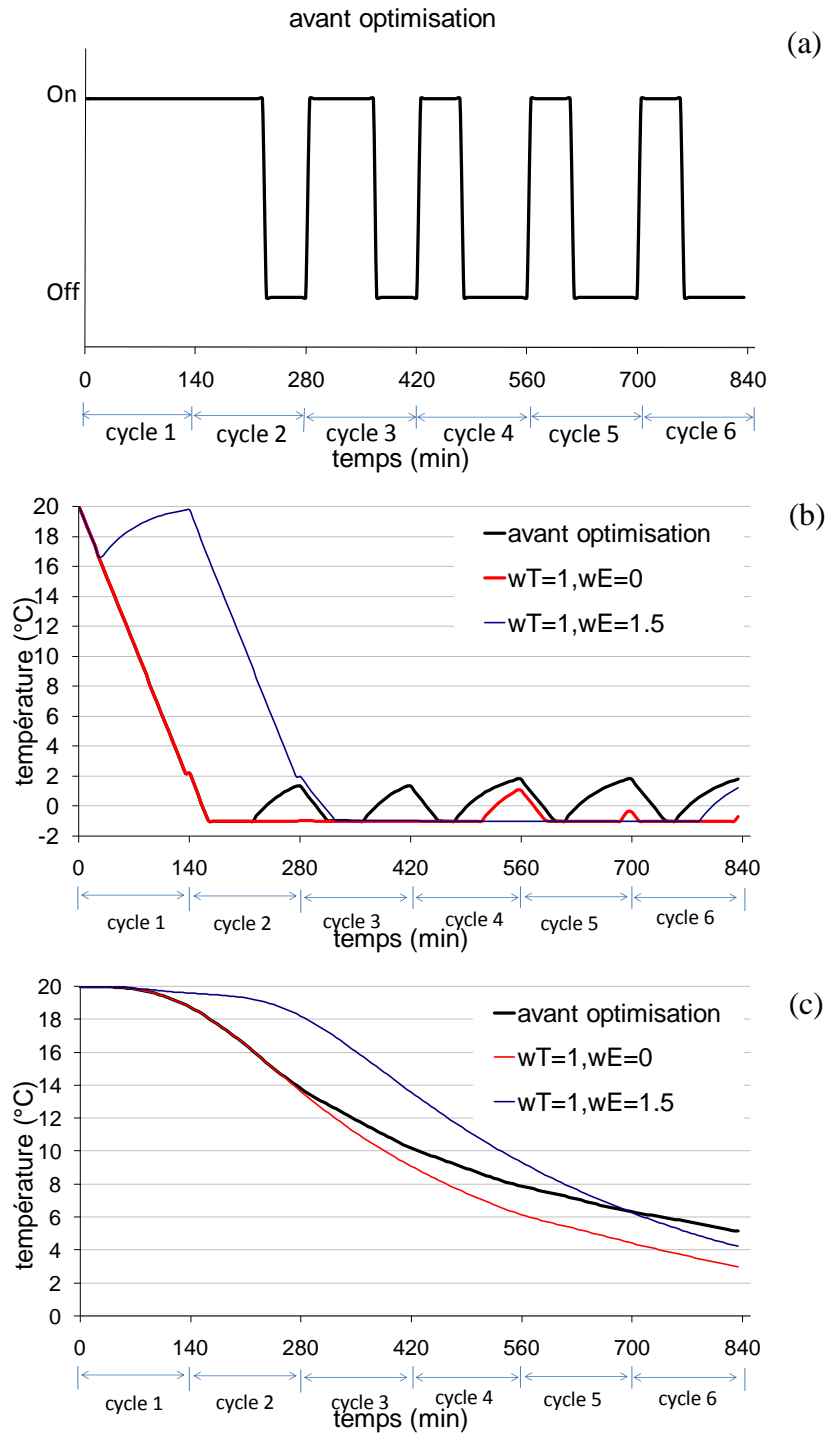 avant optimisation
(a)
On
Off
0 140 280 420 560 700 840
cycle 1 cycle 2 cycle 3 cycle 4 cycle 5 cycle 6
temps (min)
(b)
température (°C)
20
18
16
14
12
10
8
6
4
2
0
-2
avant optimisation
wT=1,wE=0
wT=1,wE=1.5
0 140 280 420 560 700 840
cycle 1 cycle 2 cycle 3 cycle 4 cycle 5 cycle 6
temps (min)
(c)
température (°C)
20
18
16
14
12
10
8
6
4
2
0
avant optimisation
wT=1,wE=0
wT=1,wE=1.5
0 140 280 420 560 700 840
cycle 1 cycle 2 cycle 3 cycle 4 cycle 5 cycle 6
temps (min)